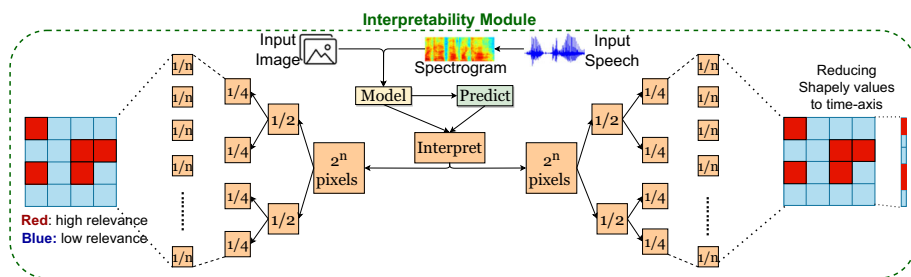 Interpretability Module
Input
Image
Spectrogram
Input
Speech
Model
Predict
Interpret
2ⁿ
pixels
1/2
1/2
1/4
1/4
1/4
1/4
1/n
1/n
1/n
1/n
1/n
Red: high relevance
Blue: low relevance
2ⁿ
pixels
1/2
1/2
1/4
1/4
1/4
1/4
1/n
1/n
1/n
1/n
1/n
Reducing
Shapely values
to time-axis